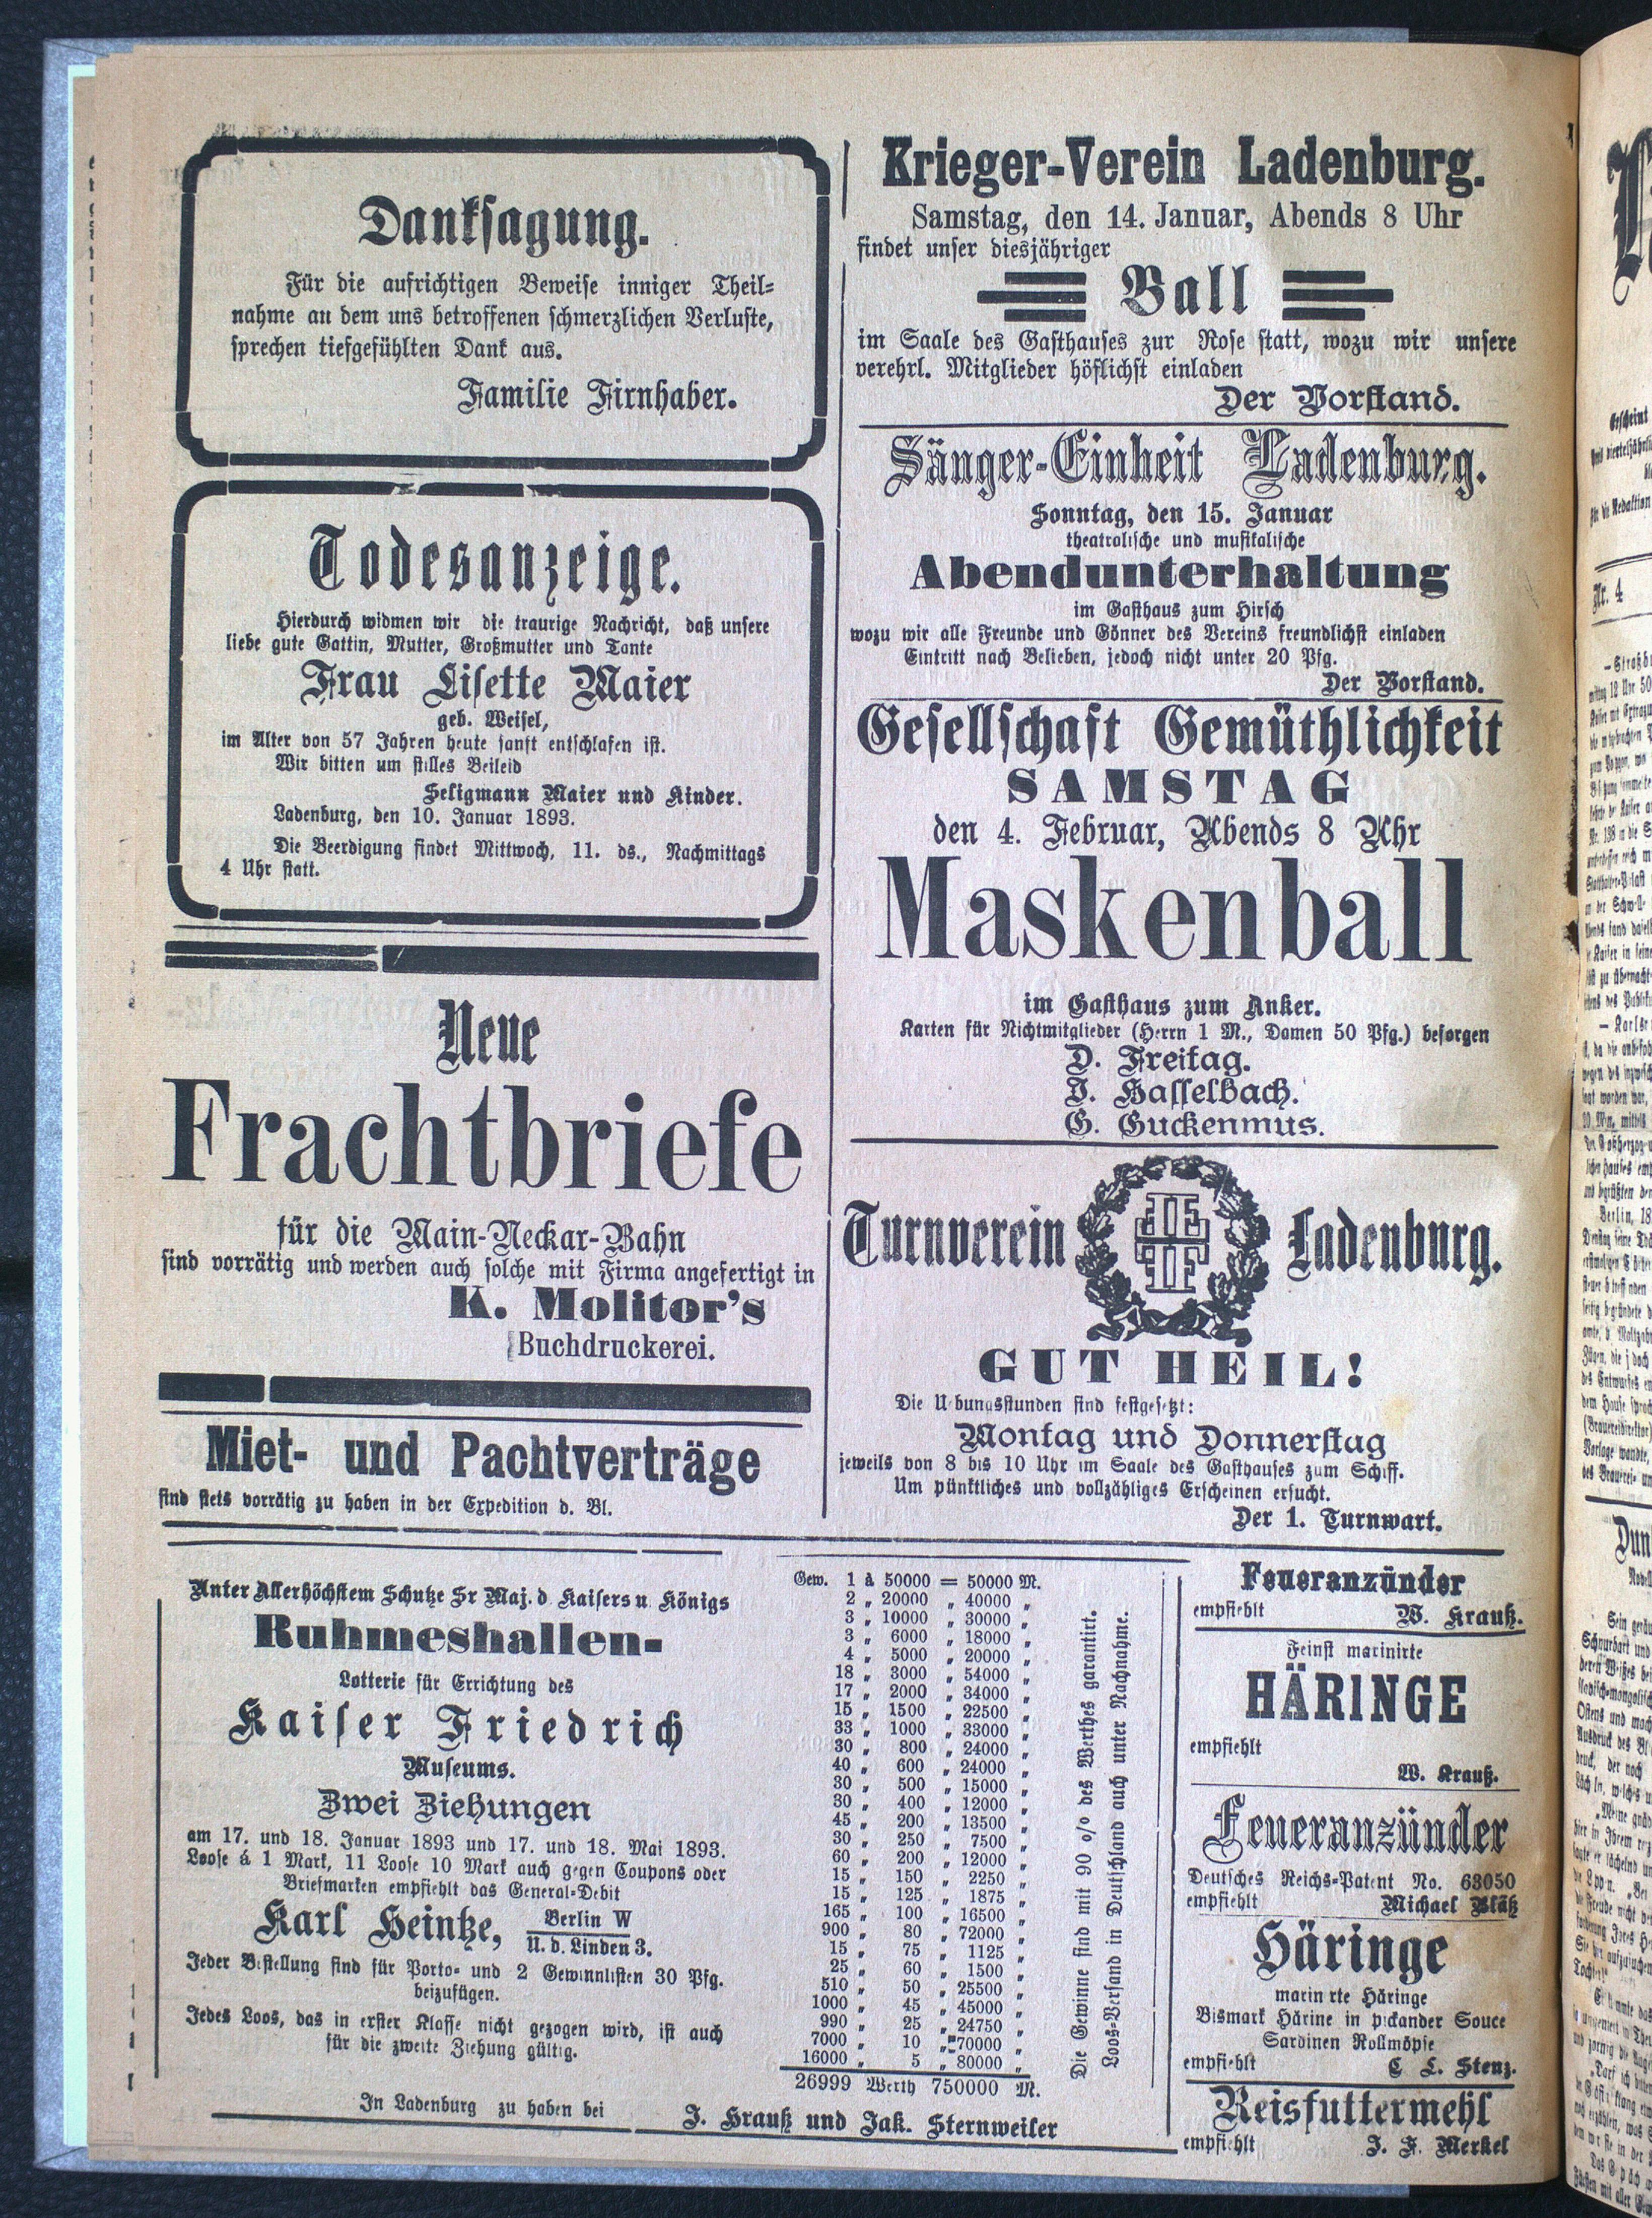 Danksagung.
Für die aufrichtigen Beweise inniger Theil-
nahme an dem uns betroffenen schmerzlichen Verluste,
sprechen tiefgefühlten Dank aus.
Familie Firnhaber.
Todesanzeige.
Hierdurch widmen wir die traurige Nachricht, daß unsere
liebe gute Gattin, Mutter, Großmutter und Tante
Frau Lisette Maier
geb. Weisel,
im Alter von 57 Jahren heute sanft entschlafen ist.
Wir bitten um stilles Beileid
Seligmann Maier und Kinder.
Ladenburg, den 10. Januar 1893.
Die Beerdigung findet Mittwoch, 11. ds., Nachmittags
4 Uhr statt.
Neue
Frachtbriefe
für die Main-Neckar-Bahn
sind vorrätig und werden auch solche mit Firma angefertigt in
K. Molitor's
Buchdruckerei.
Miet- und Pachtverträge
sind stets vorrätig zu haben in der Expedition d. Bl.
Krieger-Verein Ladenburg.
Samstag, den 14. Januar, Abends 8 Uhr
findet unser diesjähriger
Ball
im Saale des Gasthauses zur Rose statt, wozu wir unsere
verehrl. Mitglieder höflichst einladen
Der Vorstand.
Sänger-Einheit Ladenburg.
Sonntag, den 15. Januar
theatralische und musikalische
Abendunterhaltung
im Gasthaus zum Hirsch
wozu wir alle Freunde und Gönner des Vereins freundlichst einladen
Eintritt nach Belieben, jedoch nicht unter 20 Pfg.
Der Vorstand.
Gesellschaft Gemüthlichkeit
SAMSTAG
den 4. Februar, Abends 8 Uhr
Maskenball
im Gasthaus zum Anker.
Karten für Nichtmitglieder (Herrn 1 M., Damen 50 Pfg.) besorgen
D. Freitag.
J. Hasselbach.
G. Guckenmus.
Turnverein Ladenburg.
GUT HEIL!
Die Uebungsstunden sind festgesetzt:
Montag und Donnerstag
jeweils von 8 bis 10 Uhr im Saale des Gasthauses zum Schiff.
Um pünktliches und vollzähliges Erscheinen ersucht.
Der 1. Turnwart.
Unter Allerhöchstem Schutze Sr Maj. d Kaisers u Königs
Ruhmeshallen-
Lotterie für Errichtung des
Kaiser Friedrich
Museums.
Zwei Ziehungen
am 17. und 18. Januar 1893 und 17. und 18. Mai 1893.
Loose á 1 Mark, 11 Loose 10 Mark auch gegen Coupons oder
Briefmarken empfiehlt das General-Debit
Karl Heintze, Berlin W
U. d. Linden 3.
Jeder Bestellung sind für Porto- und 2 Gewinnlisten 30 Pfg.
beizufügen.
Jedes Loos, das in erster Klasse nicht gezogen wird, ist auch
für die zweite Ziehung gültig.
Gew. 1 à 50000 = 50000 M.
2 „ 20000 „ 40000 „
3 „ 10000 „ 30000 „
3 „ 6000 „ 18000 „
4 „ 5000 „ 20000 „
18 „ 3000 „ 54000 „
17 „ 2000 „ 34000 „
15 „ 1500 „ 22500 „
33 „ 1000 „ 33000 „
30 „ 800 „ 24000 „
40 „ 600 „ 24000 „
30 „ 500 „ 15000 „
30 „ 400 „ 12000 „
45 „ 200 „ 13500 „
30 „ 250 „ 7500 „
60 „ 200 „ 12000 „
15 „ 150 „ 2250 „
15 „ 125 „ 1875 „
165 „ 100 „ 16500 „
900 „ 80 „ 72000 „
15 „ 75 „ 1125 „
25 „ 60 „ 1500 „
510 „ 50 „ 25500 „
1000 „ 45 „ 45000 „
990 „ 25 „ 24750 „
7000 „ 10 „ 70000 „
16000 „ 5 „ 80000 „
26999 Werth 750000 M.
Die Gewinne sind mit 90 o/o des Werthes garantirt.
Loos-Versand in Deutschland auch unter Nachnahme.
In Ladenburg zu haben bei J. Krauß und Jak. Sternweiler
Feueranzünder
empfiehlt W. Krauß.
Feinst marinirte
HÄRINGE
empfiehlt
W. Krauß.
Feueranzünder
Deutsches Reichs-Patent No. 63050
empfiehlt Michael Bläß
Häringe
marin rte Häringe
Bismark Härine in pickander Souce
Sardinen Rollmöpse
empfiehlt C L. Stenz.
Reisfuttermehl
empfiehlt J. F. Merkel
Nr. 4